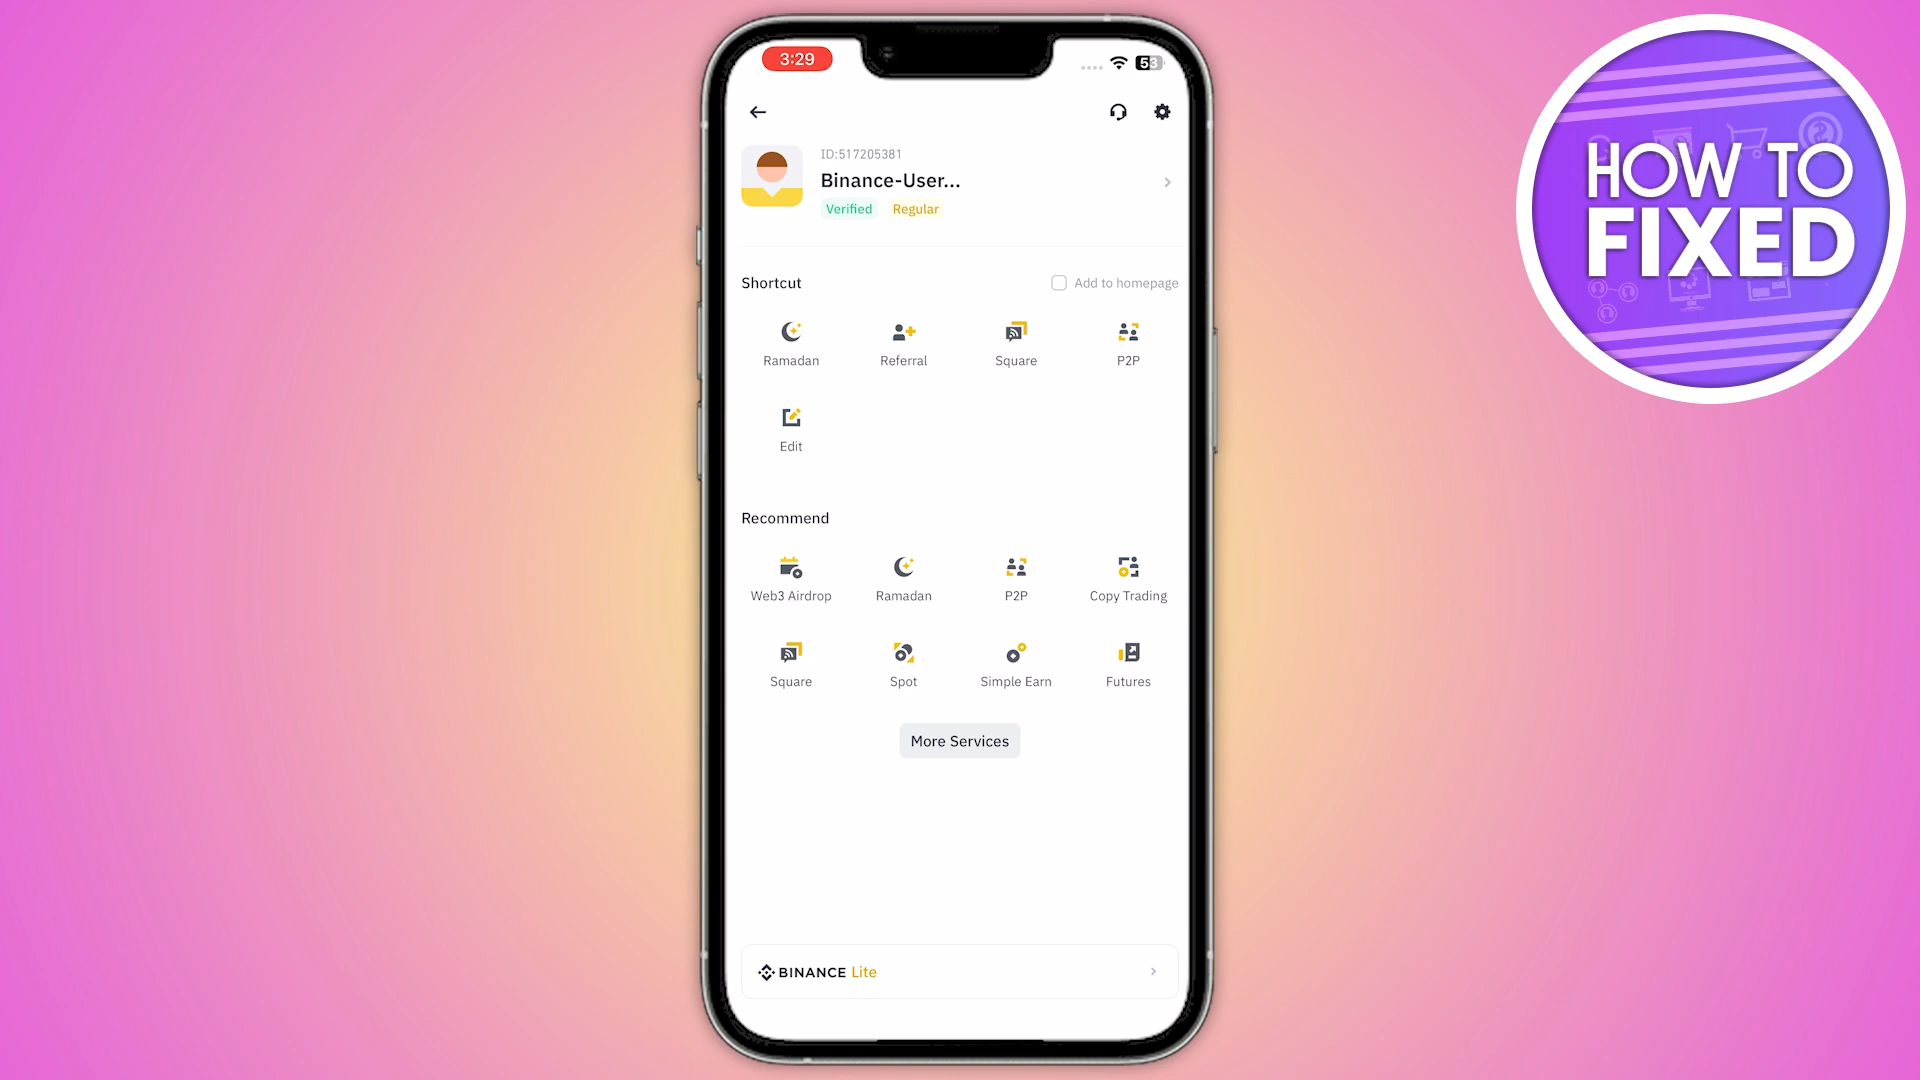 3:29
53
ID:517205381
Binance-User...
Verified Regular
Shortcut
Add to homepage
Ramadan Referral Square P2P
Edit
Recommend
Web3 Airdrop Ramadan P2P Copy Trading
Square Spot Simple Earn Futures
More Services
BINANCE Lite
HOW TO
FIXED